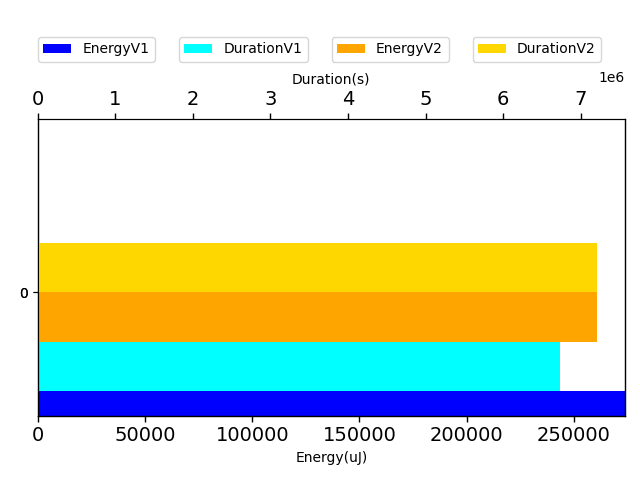 EnergyV1 DurationV1 EnergyV2 DurationV2
Duration(s)
1e6
0 1 2 3 4 5 6 7
0
0 50000 100000 150000 200000 250000
Energy(uJ)